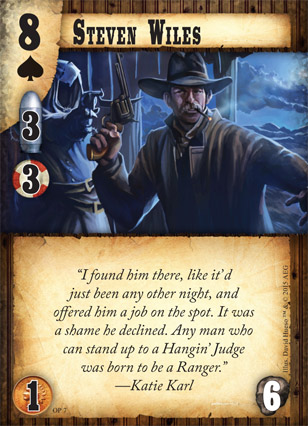 8
STEVEN WILES
3
3
"I found him there, like it'd
just been any other night, and
offered him a job on the spot. It was
a shame he declined. Any man who
can stand up to a Hangin' Judge
was born to be a Ranger."
—Katie Karl
1
OP 7
6